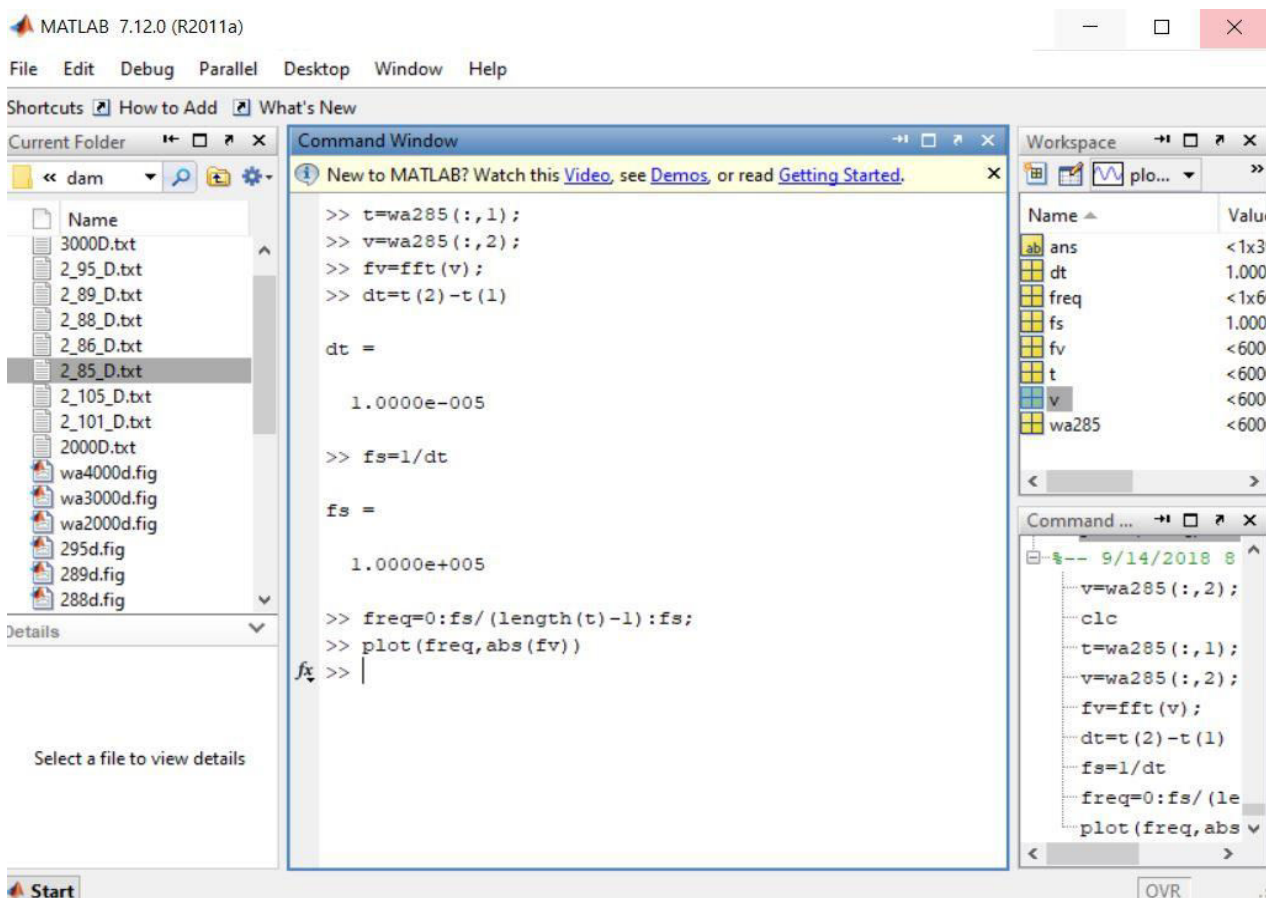 MATLAB 7.12.0 (R2011a)
File Edit Debug Parallel Desktop Window Help
Shortcuts How to Add What's New
Current Folder
« dam
Name
3000D.txt
2_95_D.txt
2_89_D.txt
2_88_D.txt
2_86_D.txt
2_85_D.txt
2_105_D.txt
2_101_D.txt
2000D.txt
wa4000d.fig
wa3000d.fig
wa2000d.fig
295d.fig
289d.fig
288d.fig
Details
Select a file to view details
Command Window
New to MATLAB? Watch this Video, see Demos, or read Getting Started.
>> t=wa285(:,1);
>> v=wa285(:,2);
>> fv=fft(v);
>> dt=t(2)-t(1)
dt =
1.0000e-005
>> fs=1/dt
fs =
1.0000e+005
>> freq=0:fs/(length(t)-1):fs;
>> plot(freq,abs(fv))
fx >>
Workspace
plo... »
Name Valu
ab ans <1x3
dt 1.000
freq <1x6
fs 1.000
fv <600
t <600
v <600
wa285 <600
Command ...
%-- 9/14/2018 8
v=wa285(:,2);
clc
t=wa285(:,1);
v=wa285(:,2);
fv=fft(v);
dt=t(2)-t(1)
fs=1/dt
freq=0:fs/(le
plot(freq,abs
Start
OVR